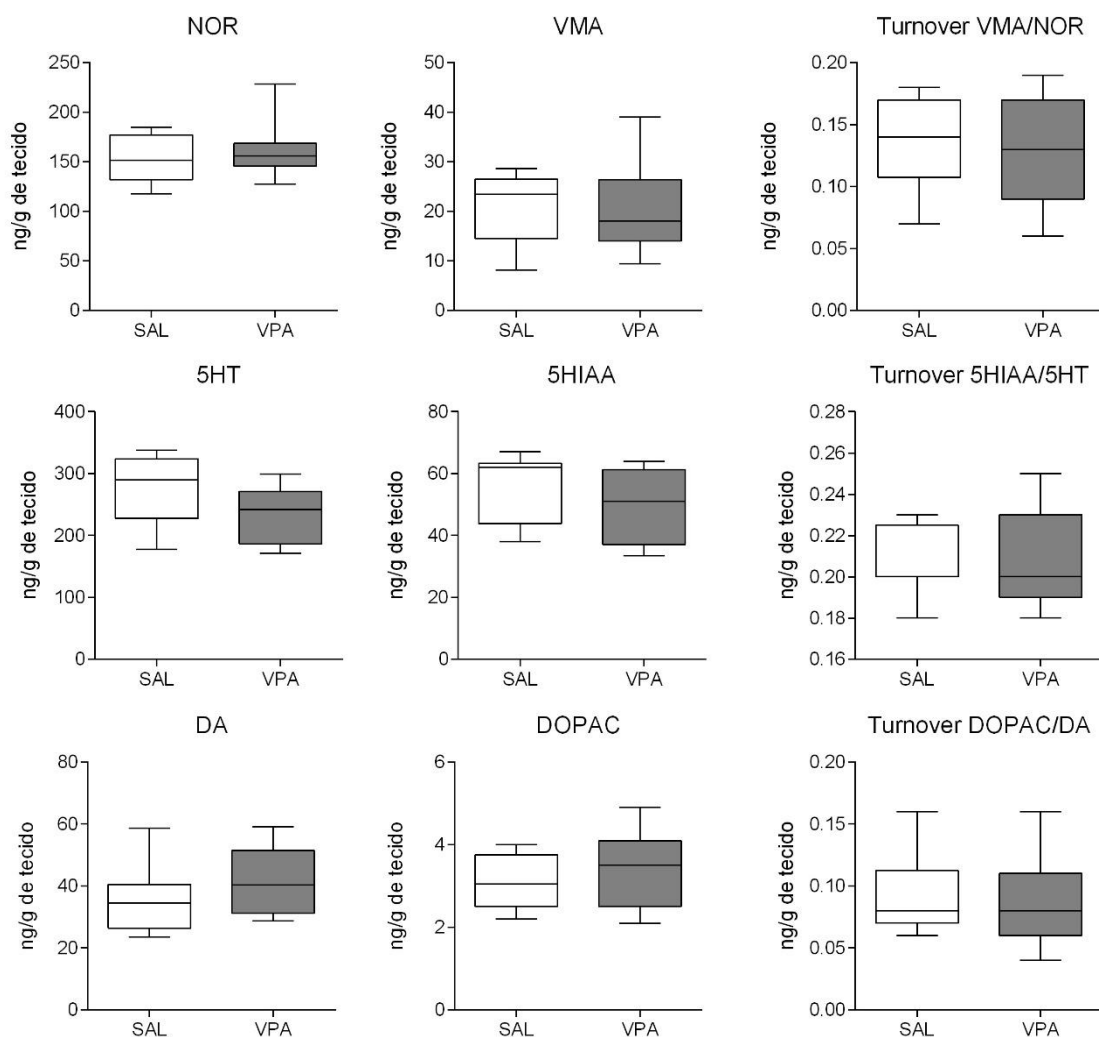 NOR
VMA
Turnover VMA/NOR
ng/g de tecido
250
200
150
100
50
0
SAL
VPA
ng/g de tecido
50
40
30
20
10
0
SAL
VPA
ng/g de tecido
0.20
0.15
0.10
0.05
0.00
SAL
VPA
5HT
5HIAA
Turnover 5HIAA/5HT
ng/g de tecido
400
300
200
100
0
SAL
VPA
ng/g de tecido
80
60
40
20
0
SAL
VPA
ng/g de tecido
0.28
0.26
0.24
0.22
0.20
0.18
0.16
SAL
VPA
DA
DOPAC
Turnover DOPAC/DA
ng/g de tecido
80
60
40
20
0
SAL
VPA
ng/g de tecido
6
4
2
0
SAL
VPA
ng/g de tecido
0.20
0.15
0.10
0.05
0.00
SAL
VPA